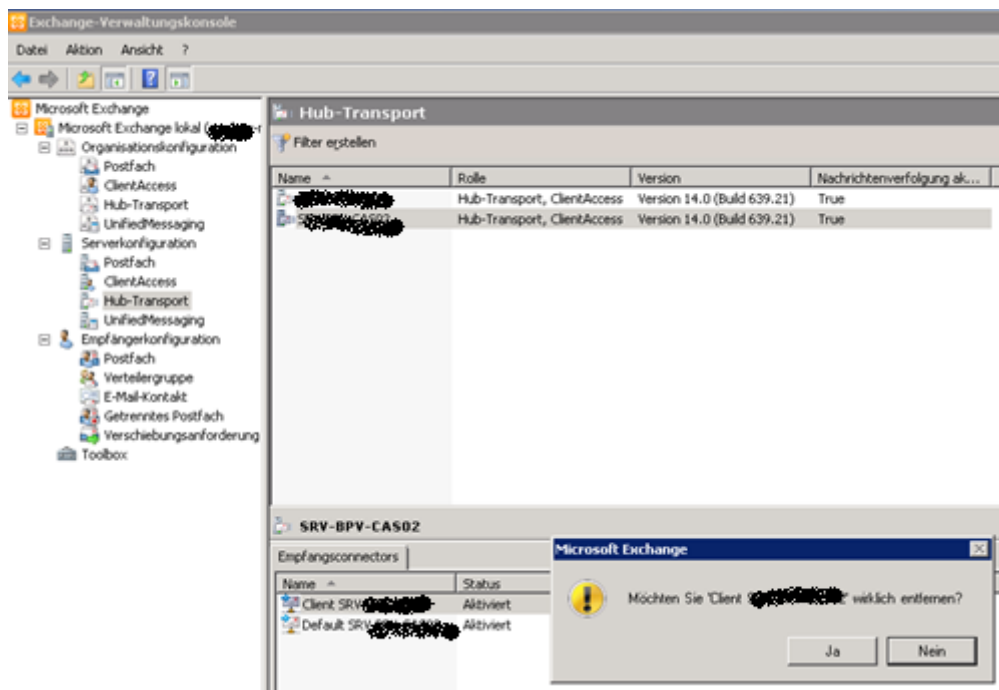 Exchange-Verwaltungskonsole
Datei Aktion Ansicht ?
Microsoft Exchange
Microsoft Exchange lokal (
Organisationskonfiguration
Postfach
ClientAccess
Hub-Transport
UnifiedMessaging
Serverkonfiguration
Postfach
ClientAccess
Hub-Transport
UnifiedMessaging
Empfängerkonfiguration
Postfach
Verteilergruppe
E-Mail-Kontakt
Getrenntes Postfach
Verschiebungsanforderung
Toolbox
Hub-Transport
Filter erstellen
Name Rolle Version Nachrichtenverfolgung ak...
Hub-Transport, ClientAccess Version 14.0 (Build 639.21) True
Hub-Transport, ClientAccess Version 14.0 (Build 639.21) True
SRV-BPV-CAS02
Empfangsconnectors
Name Status
Client SRV Aktiviert
Default SRV Aktiviert
Microsoft Exchange
Möchten Sie 'Client ' wirklich entfernen?
Ja Nein